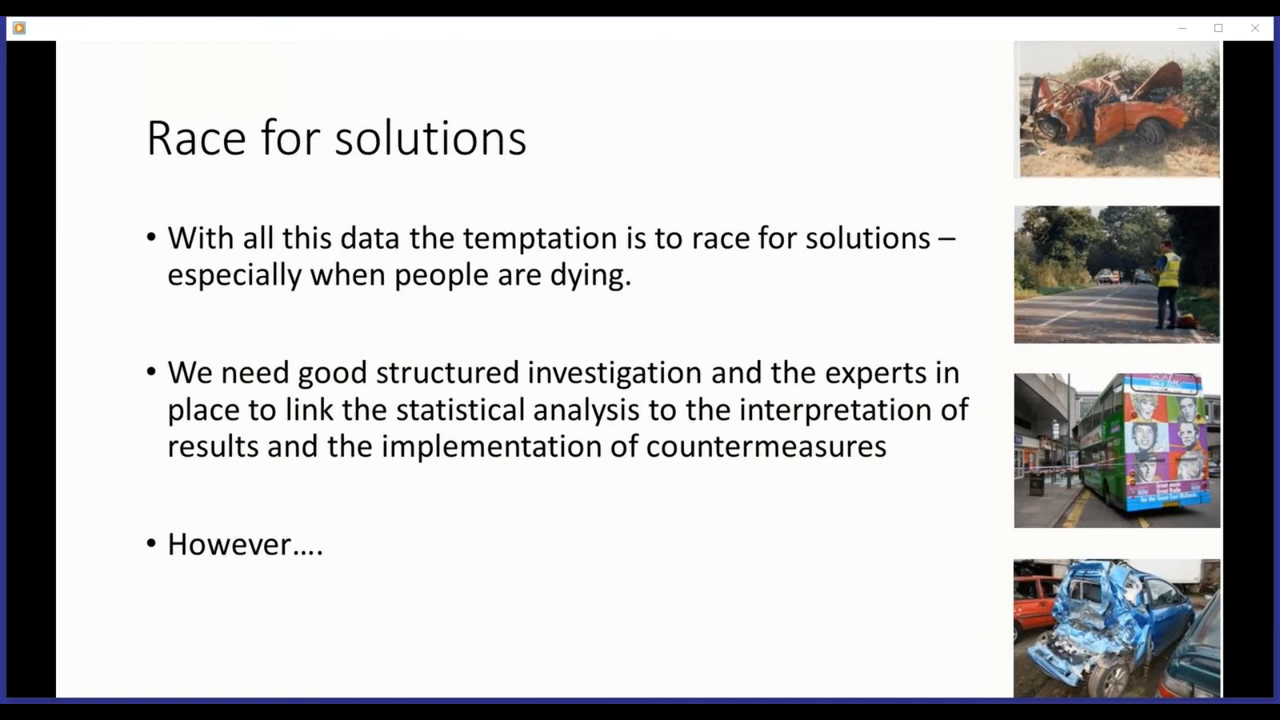 Race for solutions
• With all this data the temptation is to race for solutions –
especially when people are dying.
• We need good structured investigation and the experts in
place to link the statistical analysis to the interpretation of
results and the implementation of countermeasures
• However....